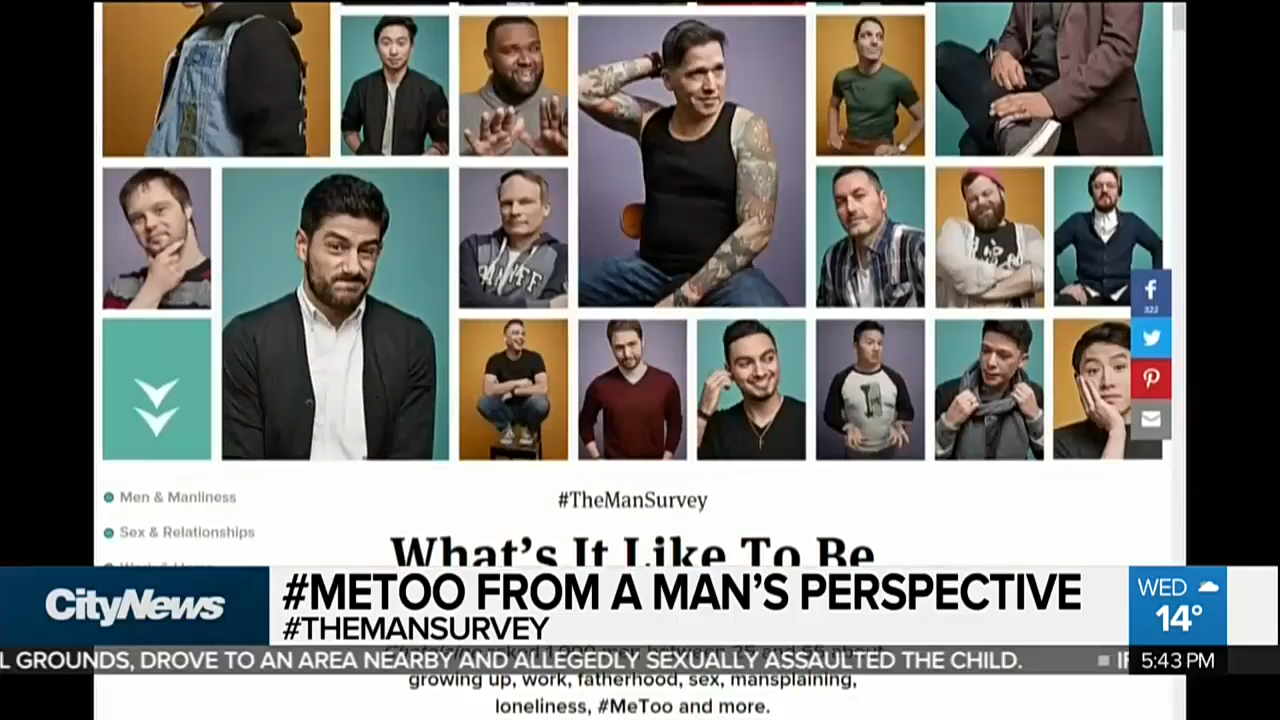 BANFF
f
322
Men & Manliness
#TheManSurvey
Sex & Relationships
What's It Like To Be
CityNews
#METOO FROM A MAN'S PERSPECTIVE
#THEMANSURVEY
WED
14°
L GROUNDS, DROVE TO AN AREA NEARBY AND ALLEGEDLY SEXUALLY ASSAULTED THE CHILD.
5:43 PM
growing up, work, fatherhood, sex, mansplaining,
loneliness, #MeToo and more.